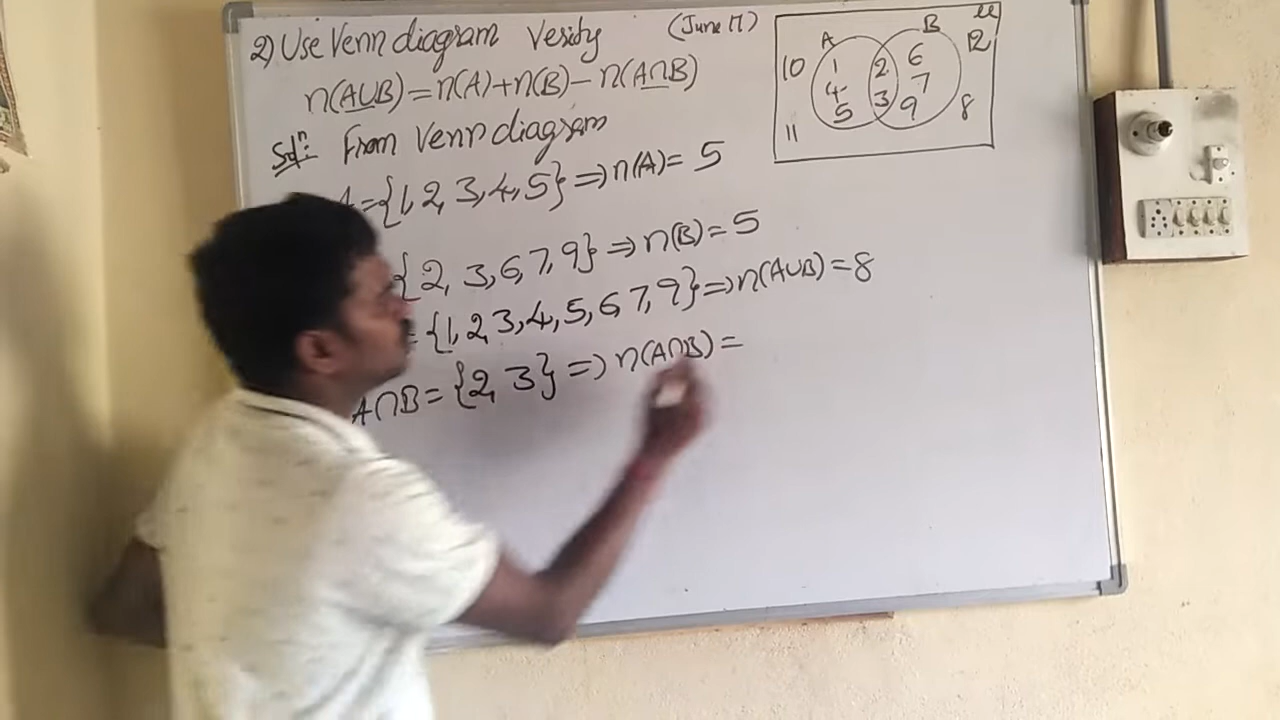 2) Use Venn diagram Verify (June 17)
n(A∪B) = n(A) + n(B) - n(A∩B)
Solⁿ: From Venn diagram
A = {1, 2, 3, 4, 5} ⇒ n(A) = 5
{2, 3, 6, 7, 9} ⇒ n(B) = 5
= {1, 2 3, 4, 5, 6 7, 9} ⇒ n(A∪B) = 8
A∩B = {2, 3} ⇒ n(A∩B) =
A B u
10 1 2 6 12
4 3 7
5 9 8
11